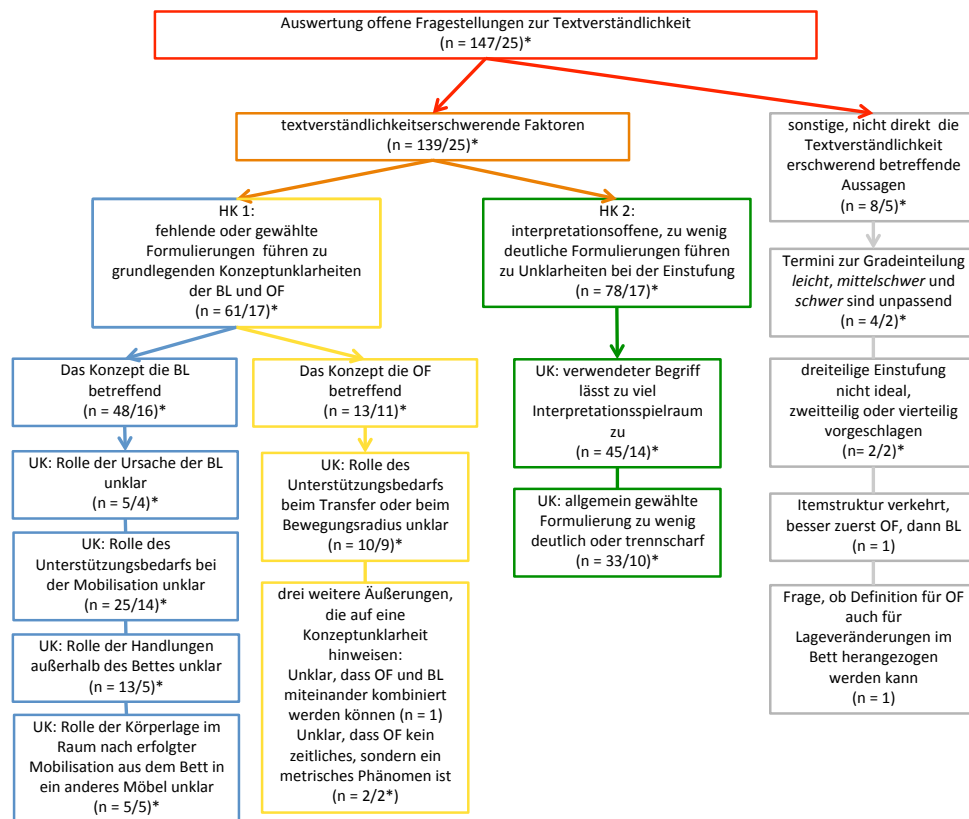 Auswertung offene Fragestellungen zur Textverständlichkeit
(n = 147/25)*
textverständlichkeitserschwerende Faktoren
(n = 139/25)*
sonstige, nicht direkt die
Textverständlichkeit
erschwerend betreffende
Aussagen
(n = 8/5)*
HK 1:
fehlende oder gewählte
Formulierungen führen zu
grundlegenden Konzeptunklarheiten
der BL und OF
(n = 61/17)*
HK 2:
interpretationsoffene, zu wenig
deutliche Formulierungen führen
zu Unklarheiten bei der Einstufung
(n = 78/17)*
Termini zur Gradeinteilung
leicht, mittelschwer und
schwer sind unpassend
(n = 4/2)*
Das Konzept die BL
betreffend
(n = 48/16)*
Das Konzept die OF
betreffend
(n = 13/11)*
UK: verwendeter Begriff
lässt zu viel
Interpretationsspielraum
zu
(n = 45/14)*
dreiteilige Einstufung
nicht ideal,
zweitteilig oder vierteilig
vorgeschlagen
(n= 2/2)*
UK: Rolle der Ursache der BL
unklar
(n = 5/4)*
UK: Rolle des
Unterstützungsbedarfs
beim Transfer oder beim
Bewegungsradius unklar
(n = 10/9)*
UK: allgemein gewählte
Formulierung zu wenig
deutlich oder trennscharf
(n = 33/10)*
Itemstruktur verkehrt,
besser zuerst OF, dann BL
(n = 1)
UK: Rolle des
Unterstützungsbedarfs bei
der Mobilisation unklar
(n = 25/14)*
drei weitere Äußerungen,
die auf eine
Konzeptunklarheit
hinweisen:
Unklar, dass OF und BL
miteinander kombiniert
werden können (n = 1)
Unklar, dass OF kein
zeitliches, sondern ein
metrisches Phänomen ist
(n = 2/2*)
Frage, ob Definition für OF
auch für
Lageveränderungen im
Bett herangezogen
werden kann
(n = 1)
UK: Rolle der Handlungen
außerhalb des Bettes unklar
(n = 13/5)*
UK: Rolle der Körperlage im
Raum nach erfolgter
Mobilisation aus dem Bett in
ein anderes Möbel unklar
(n = 5/5)*